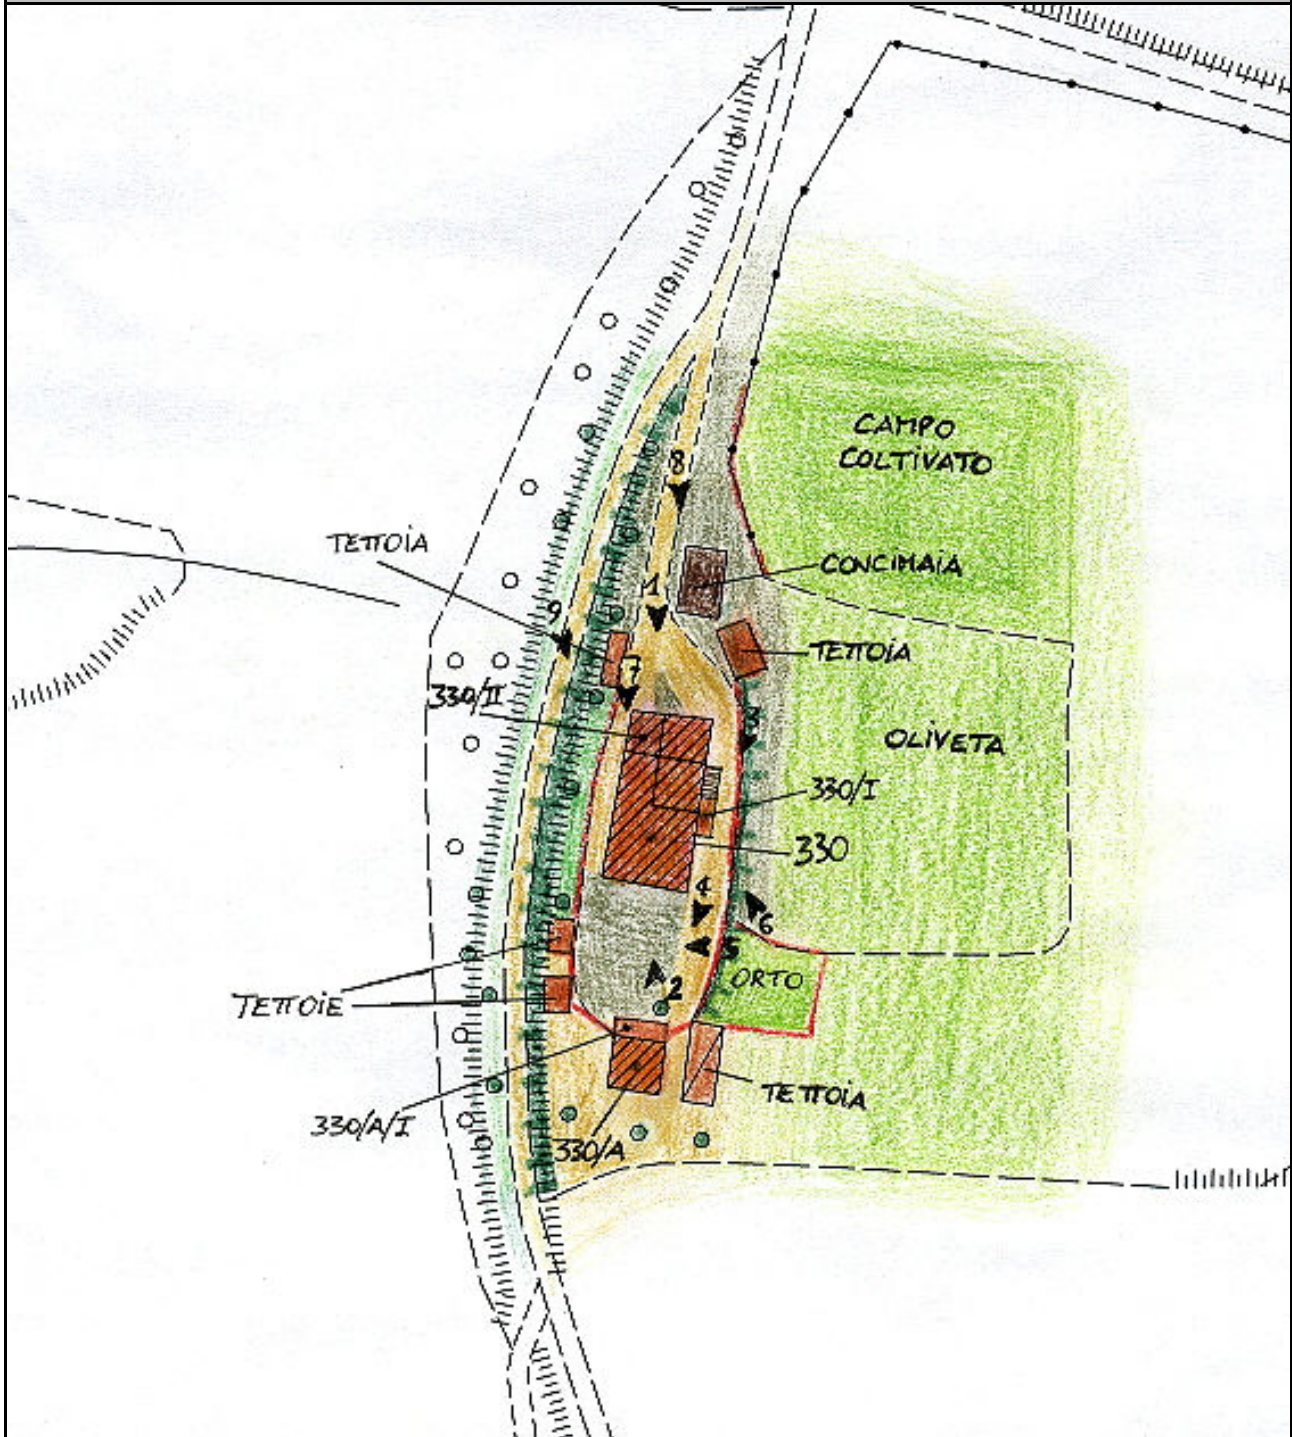 CAMPO
COLTIVATO
8
TETTOIA
CONCIMAIA
1
9
TETTOIA
7
330/II
3
OLIVETA
330/I
330
4
6
5
ORTO
2
TETTOIE
TETTOIA
330/A/I
330/A